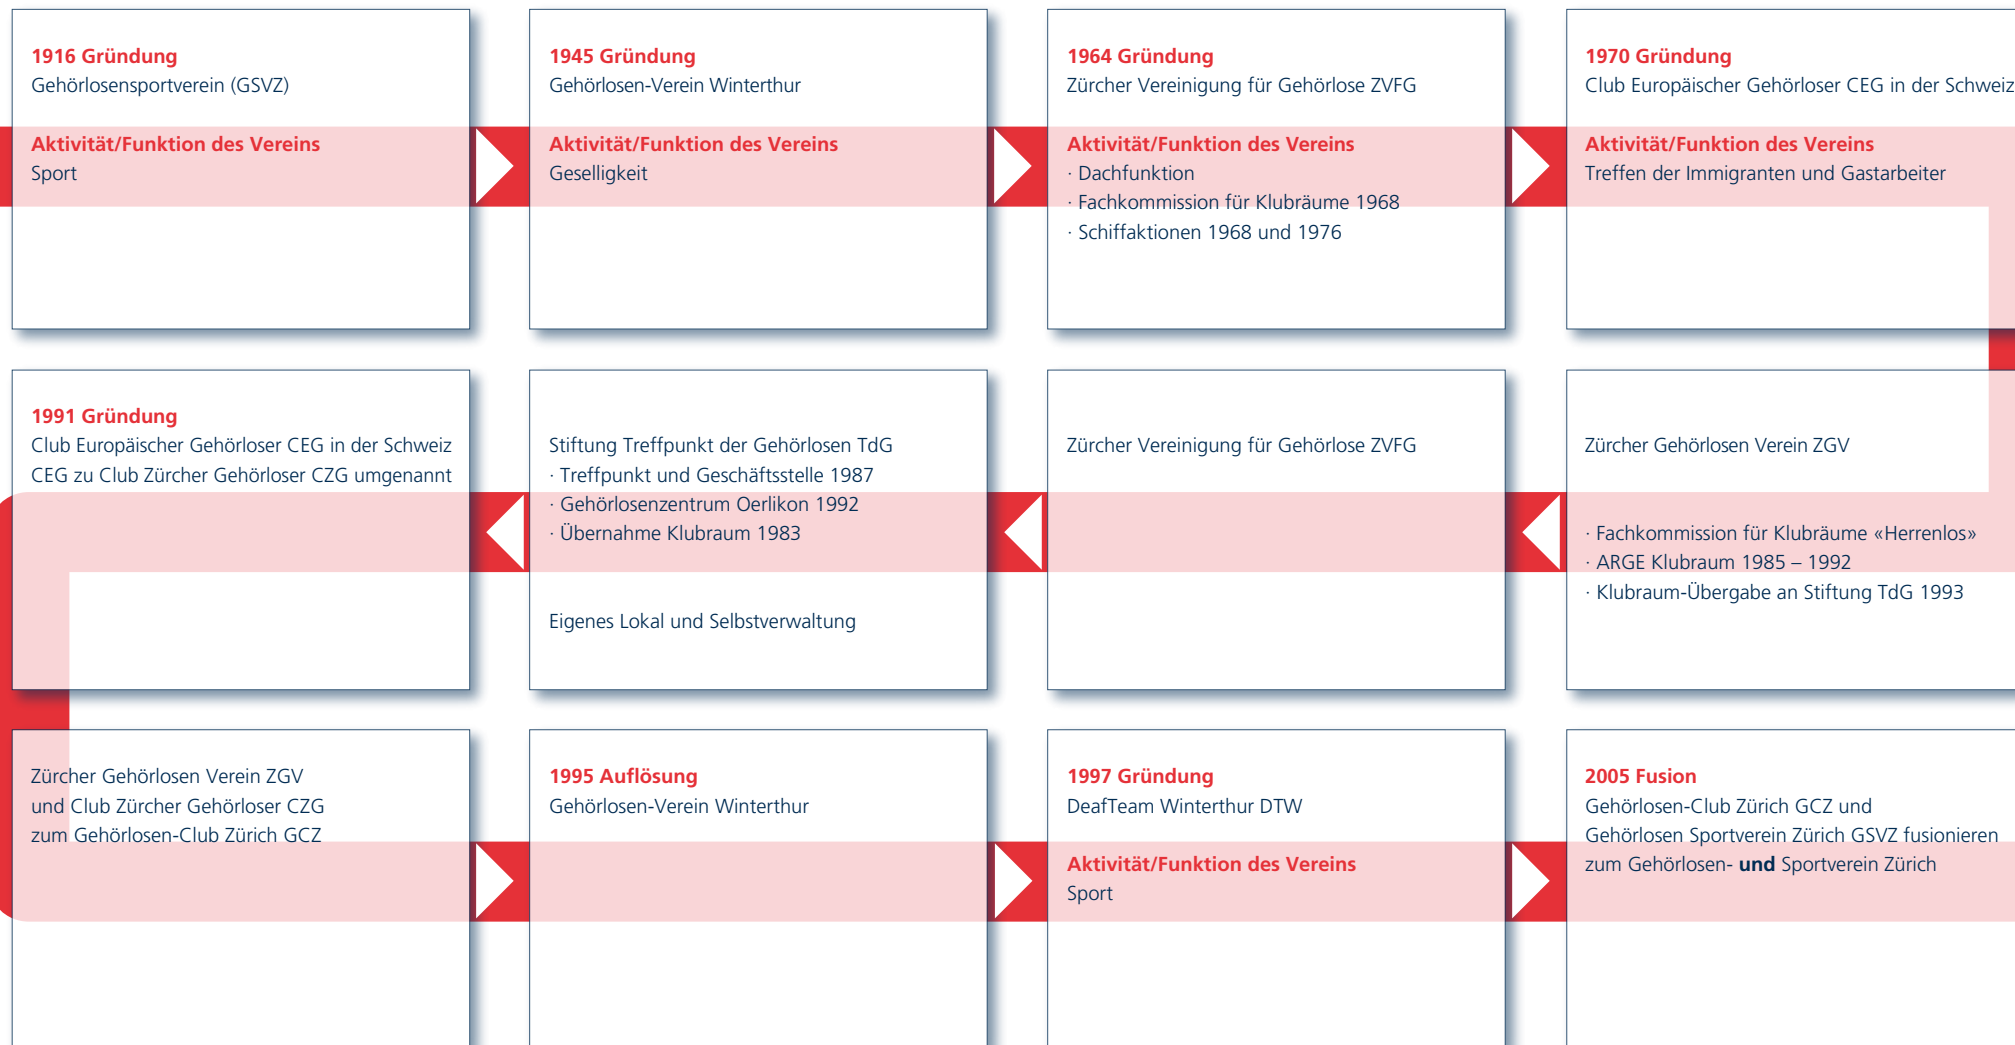 1916 Gründung
Gehörlosensportverein (GSVZ)
Aktivität/Funktion des Vereins
Sport
1945 Gründung
Gehörlosen-Verein Winterthur
Aktivität/Funktion des Vereins
Geselligkeit
1964 Gründung
Zürcher Vereinigung für Gehörlose ZVFG
Aktivität/Funktion des Vereins
· Dachfunktion
· Fachkommission für Klubräume 1968
· Schiffaktionen 1968 und 1976
1970 Gründung
Club Europäischer Gehörloser CEG in der Schweiz
Aktivität/Funktion des Vereins
Treffen der Immigranten und Gastarbeiter
1991 Gründung
Club Europäischer Gehörloser CEG in der Schweiz
CEG zu Club Zürcher Gehörloser CZG umgenannt
Stiftung Treffpunkt der Gehörlosen TdG
· Treffpunkt und Geschäftsstelle 1987
· Gehörlosenzentrum Oerlikon 1992
· Übernahme Klubraum 1983
Eigenes Lokal und Selbstverwaltung
Zürcher Vereinigung für Gehörlose ZVFG
Zürcher Gehörlosen Verein ZGV
· Fachkommission für Klubräume «Herrenlos»
· ARGE Klubraum 1985 – 1992
· Klubraum-Übergabe an Stiftung TdG 1993
Zürcher Gehörlosen Verein ZGV
und Club Zürcher Gehörloser CZG
zum Gehörlosen-Club Zürich GCZ
1995 Auflösung
Gehörlosen-Verein Winterthur
1997 Gründung
DeafTeam Winterthur DTW
Aktivität/Funktion des Vereins
Sport
2005 Fusion
Gehörlosen-Club Zürich GCZ und
Gehörlosen Sportverein Zürich GSVZ fusionieren
zum Gehörlosen- und Sportverein Zürich